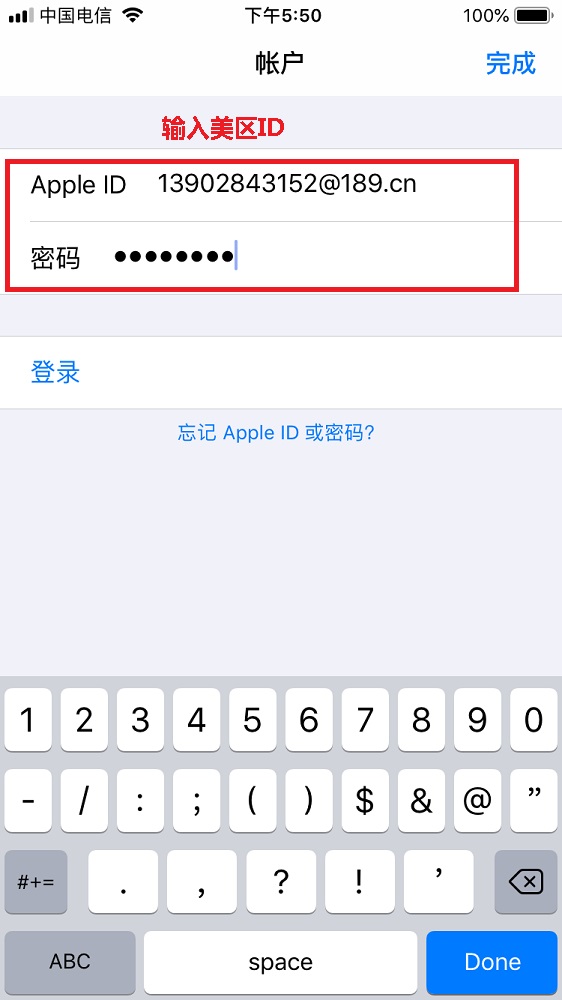 中国电信 下午5:50 100%
帐户 完成
输入美区ID
Apple ID 13902843152@189.cn
密码 ••••••••
登录
忘记 Apple ID 或密码?
1 2 3 4 5 6 7 8 9 0
- / : ; ( ) $ & @ ”
#+= . , ? ! ’
ABC space Done